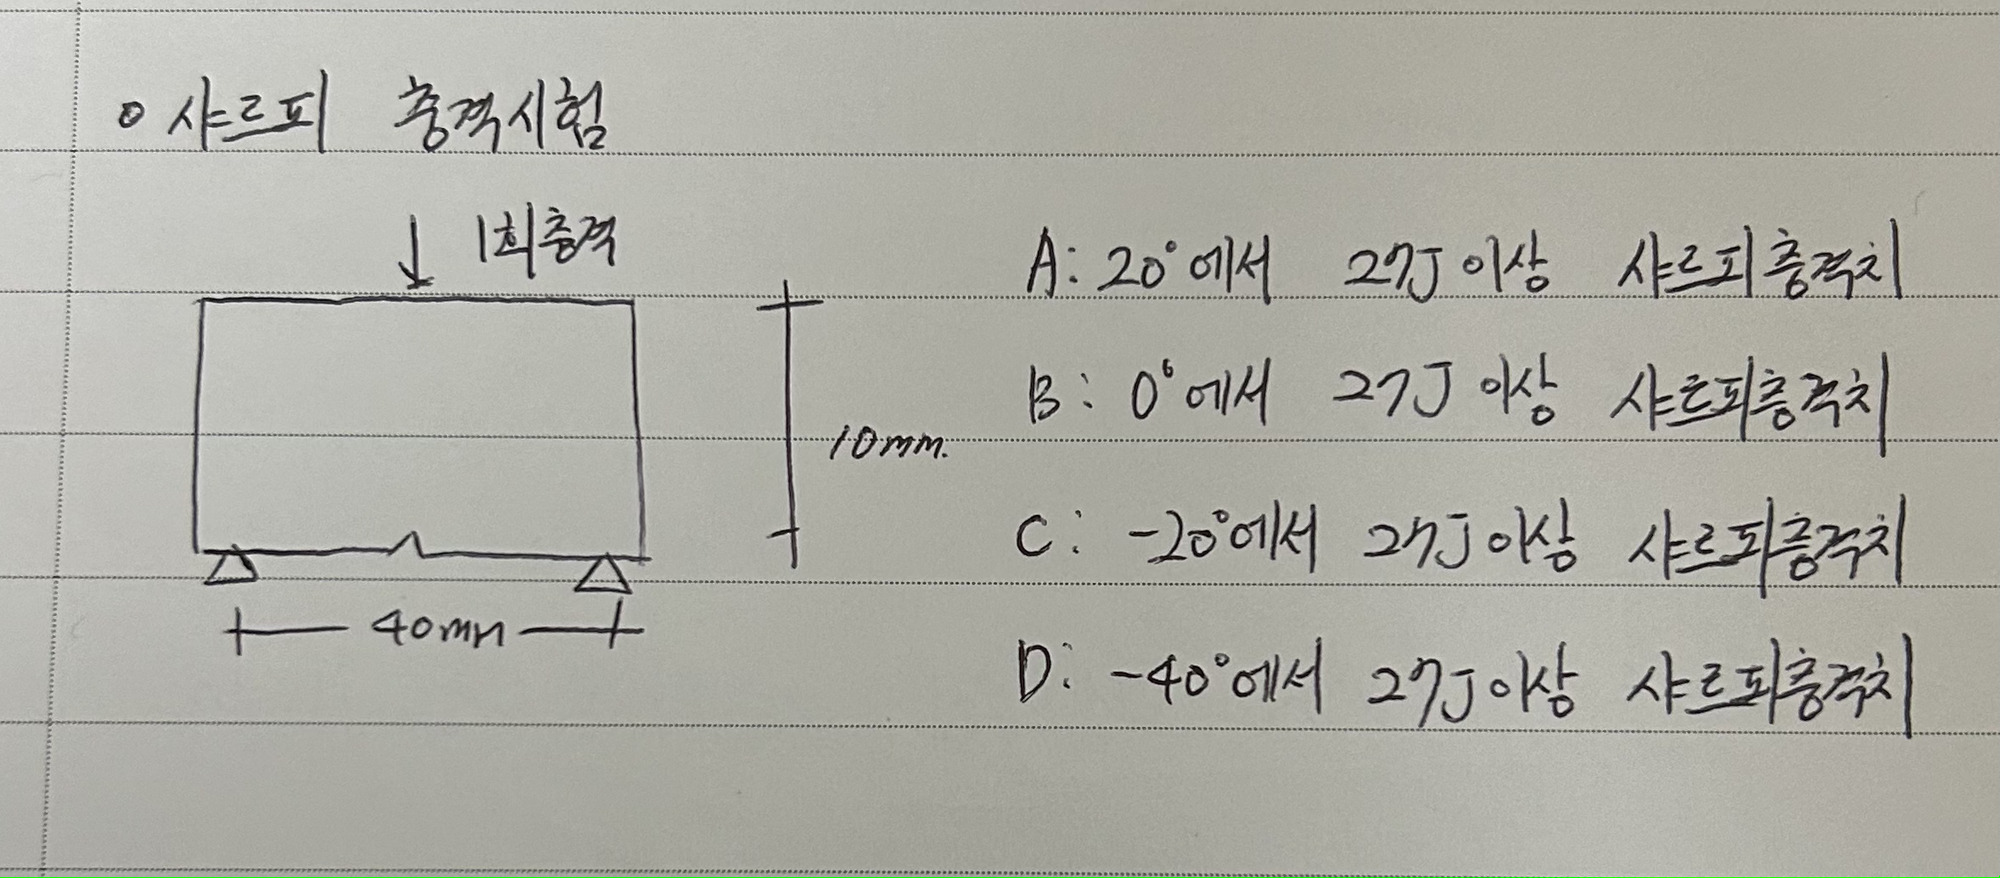 o 샤르피 충격시험
↓ 1회충격
10mm.
40mm
A: 20°에서 27J 이상 샤르피충격치
B: 0°에서 27J 이상 샤르피충격치
C: -20°에서 27J 이상 샤르피충격치
D: -40°에서 27J 이상 샤르피충격치